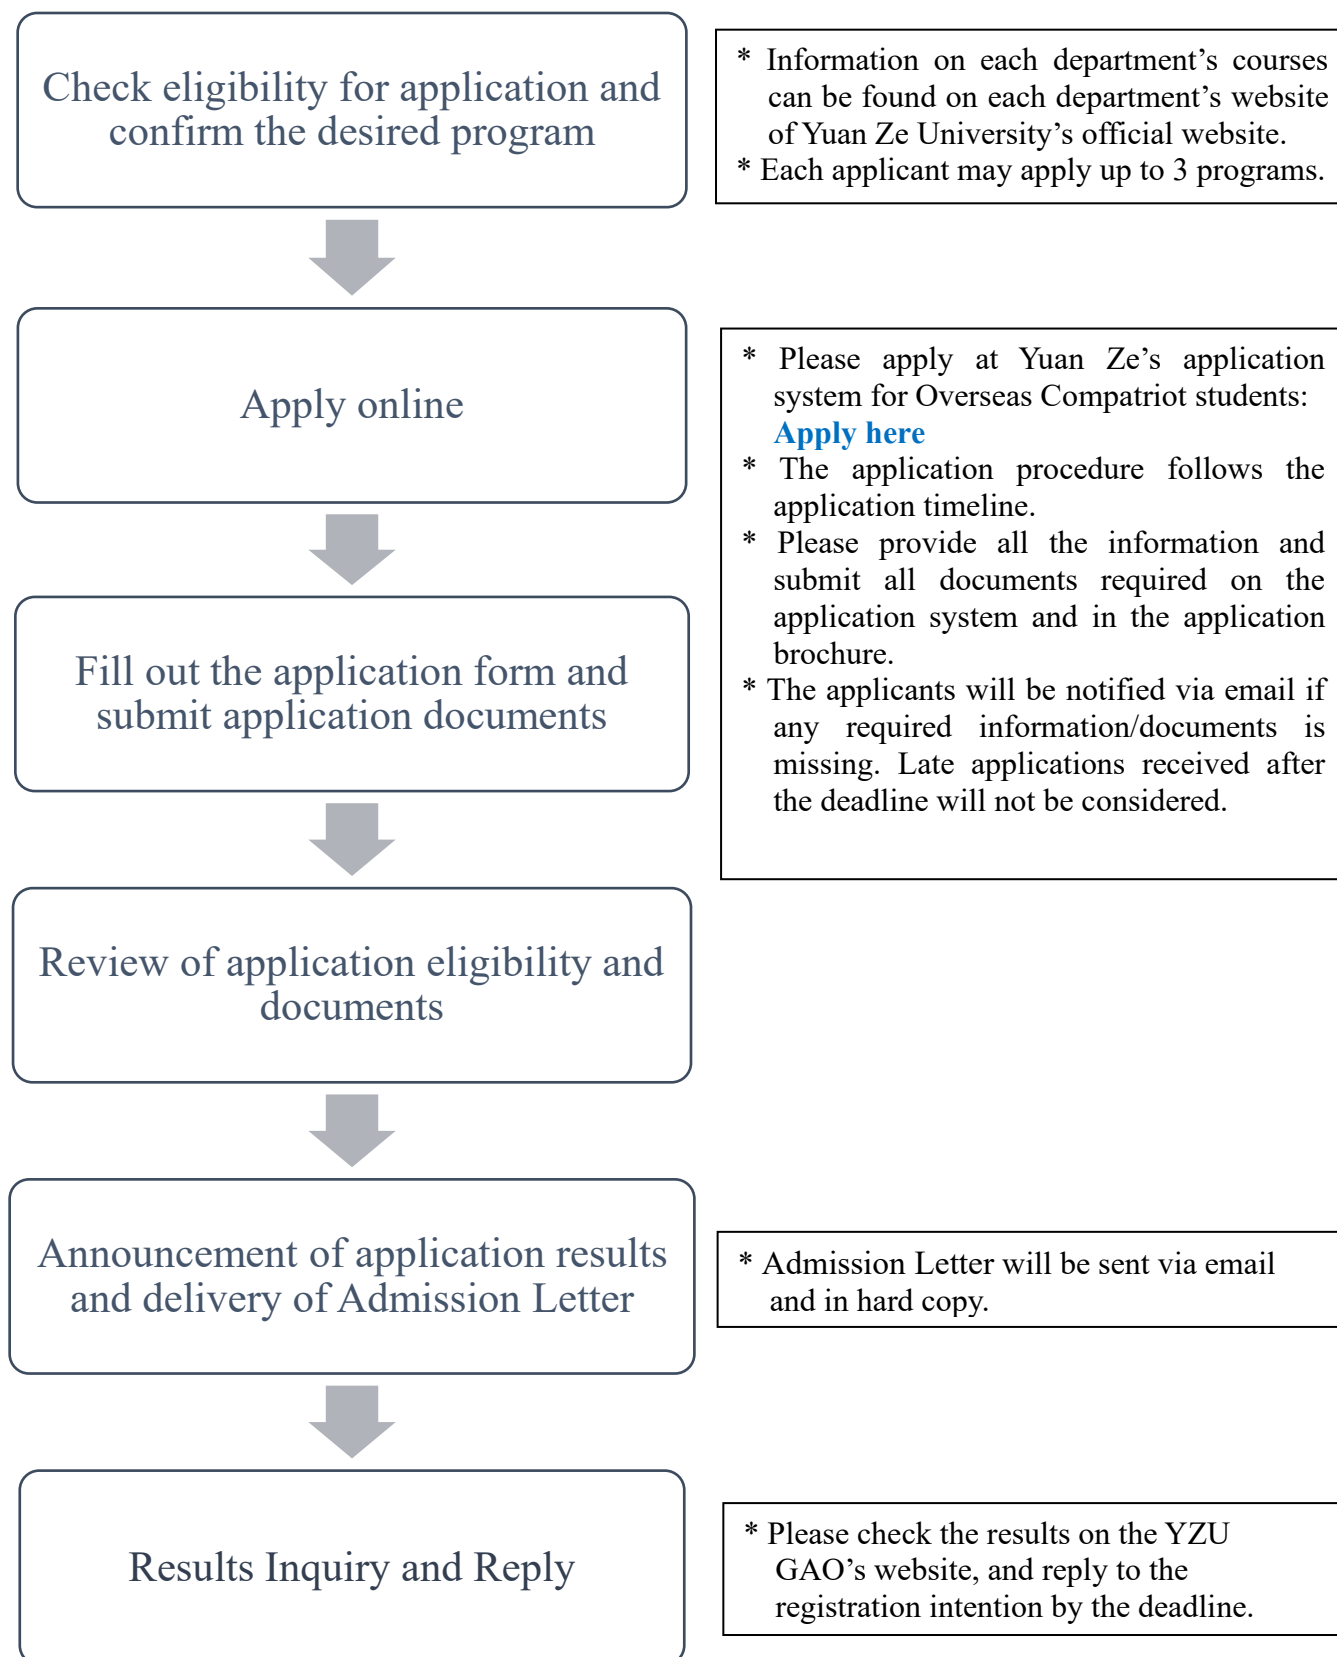 Check eligibility for application and
confirm the desired program
* Information on each department’s courses
can be found on each department’s website
of Yuan Ze University’s official website.
* Each applicant may apply up to 3 programs.
Apply online
* Please apply at Yuan Ze’s application
system for Overseas Compatriot students:
Apply here
* The application procedure follows the
application timeline.
* Please provide all the information and
submit all documents required on the
application system and in the application
brochure.
* The applicants will be notified via email if
any required information/documents is
missing. Late applications received after
the deadline will not be considered.
Fill out the application form and
submit application documents
Review of application eligibility and
documents
Announcement of application results
and delivery of Admission Letter
* Admission Letter will be sent via email
and in hard copy.
Results Inquiry and Reply
* Please check the results on the YZU
GAO’s website, and reply to the
registration intention by the deadline.